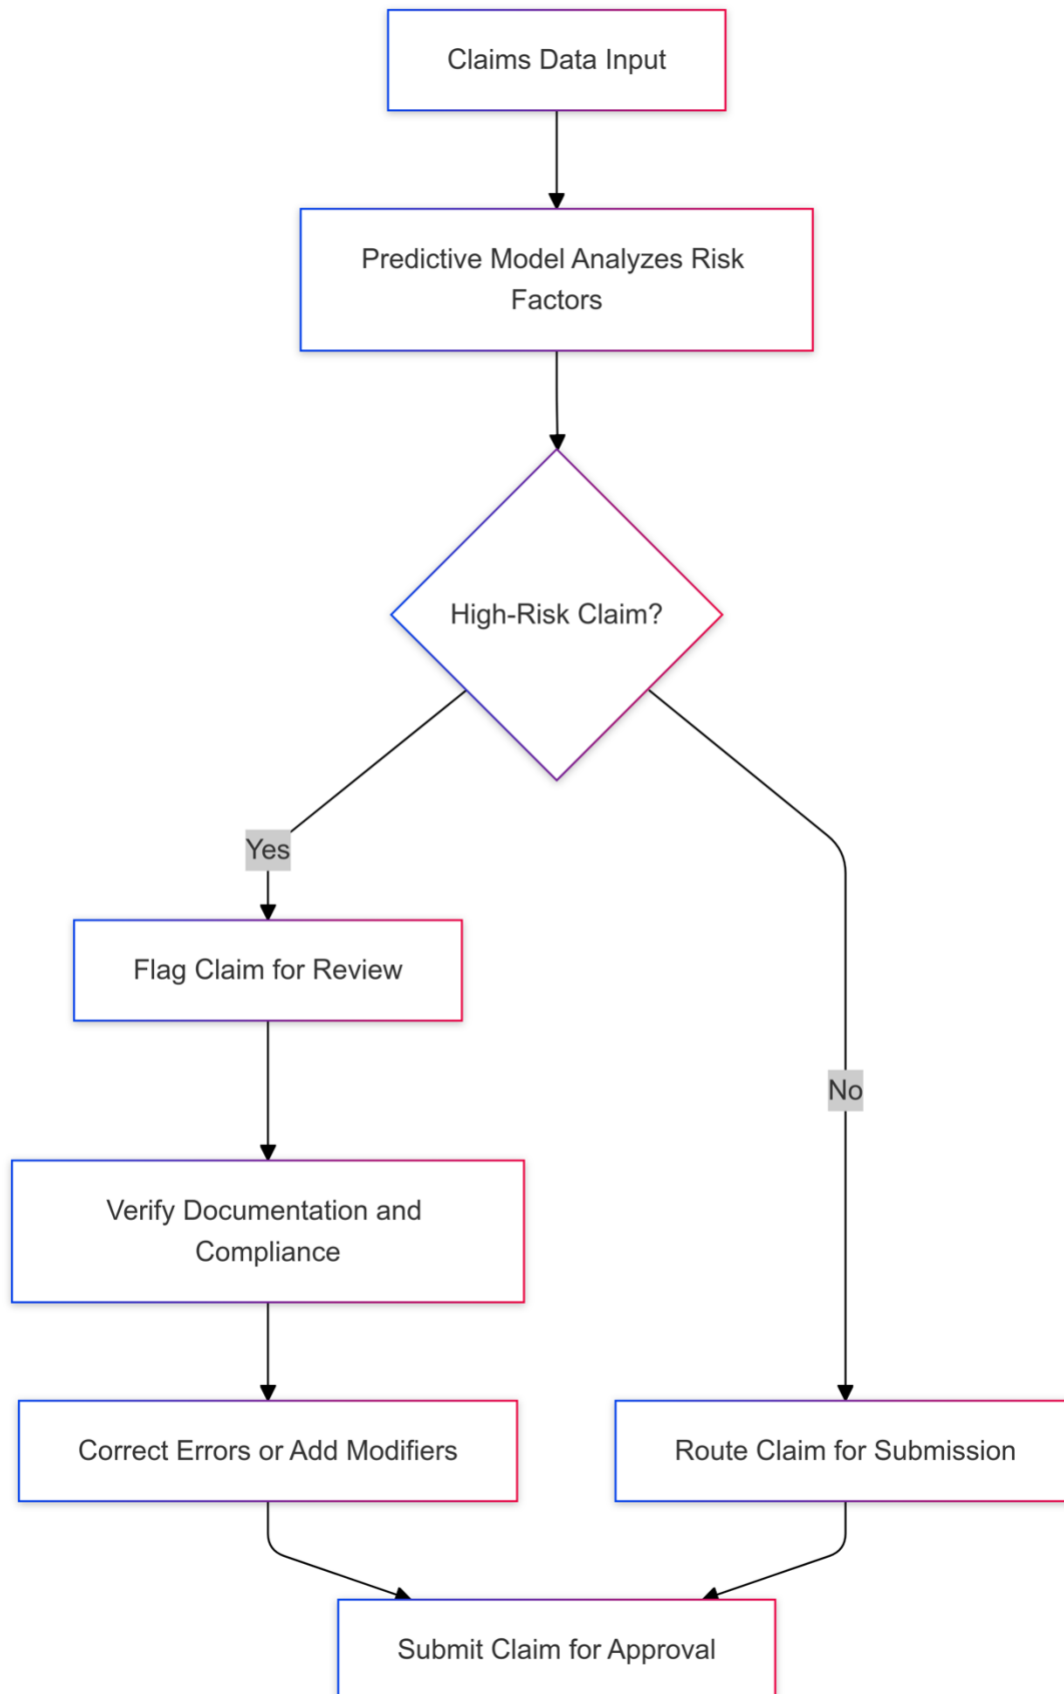 Claims Data Input
Predictive Model Analyzes Risk
Factors
High-Risk Claim?
Yes
Flag Claim for Review
No
Verify Documentation and
Compliance
Correct Errors or Add Modifiers
Route Claim for Submission
Submit Claim for Approval